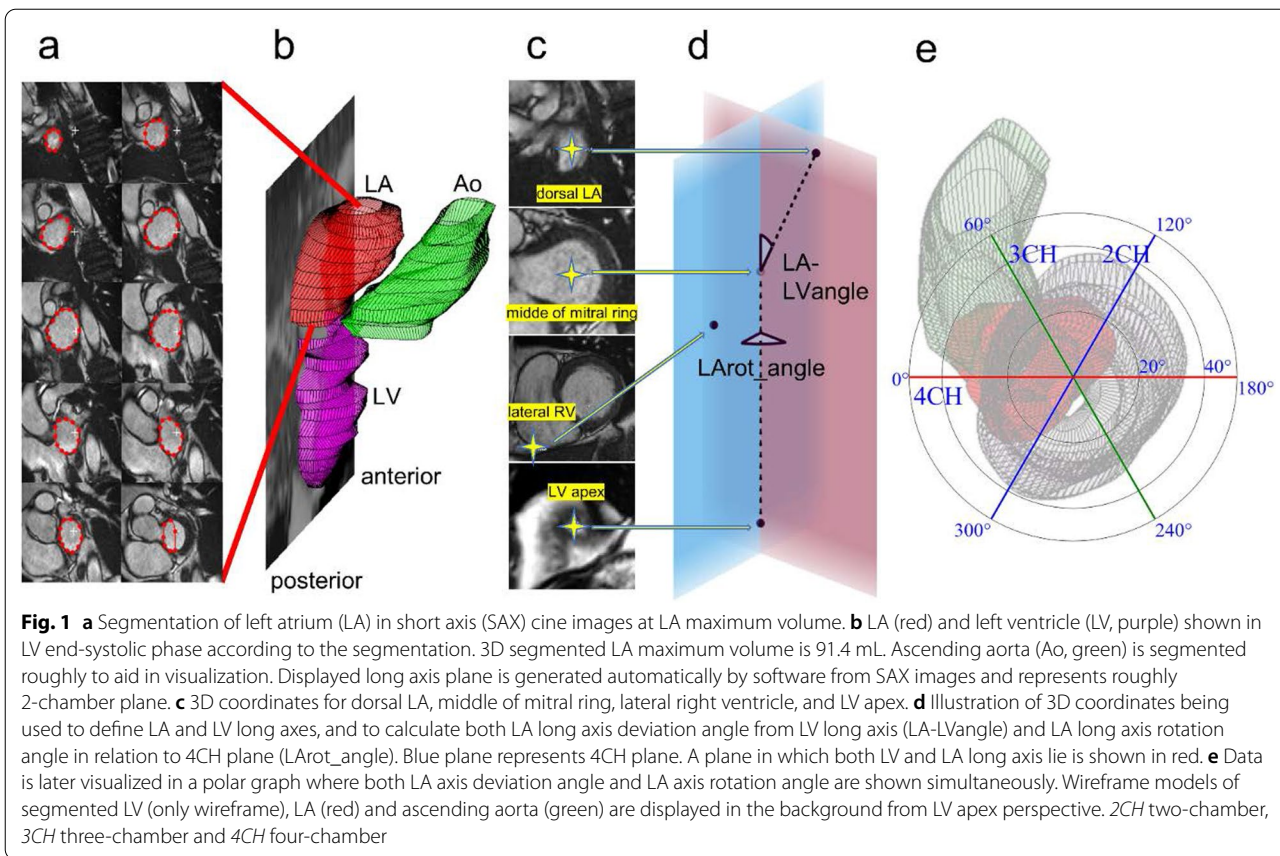 a
b
c
d
e
LA
Ao
LV
anterior
posterior
dorsal LA
midde of mitral ring
lateral RV
LV apex
LA-
LVangle
LArot_angle
60°
120°
3CH
2CH
0°
20°
40°
180°
4CH
300°
240°
Fig. 1 a Segmentation of left atrium (LA) in short axis (SAX) cine images at LA maximum volume. b LA (red) and left ventricle (LV, purple) shown in
LV end-systolic phase according to the segmentation. 3D segmented LA maximum volume is 91.4 mL. Ascending aorta (Ao, green) is segmented
roughly to aid in visualization. Displayed long axis plane is generated automatically by software from SAX images and represents roughly
2-chamber plane. c 3D coordinates for dorsal LA, middle of mitral ring, lateral right ventricle, and LV apex. d Illustration of 3D coordinates being
used to define LA and LV long axes, and to calculate both LA long axis deviation angle from LV long axis (LA-LVangle) and LA long axis rotation
angle in relation to 4CH plane (LArot_angle). Blue plane represents 4CH plane. A plane in which both LV and LA long axis lie is shown in red. e Data
is later visualized in a polar graph where both LA axis deviation angle and LA axis rotation angle are shown simultaneously. Wireframe models of
segmented LV (only wireframe), LA (red) and ascending aorta (green) are displayed in the background from LV apex perspective. 2CH two-chamber,
3CH three-chamber and 4CH four-chamber